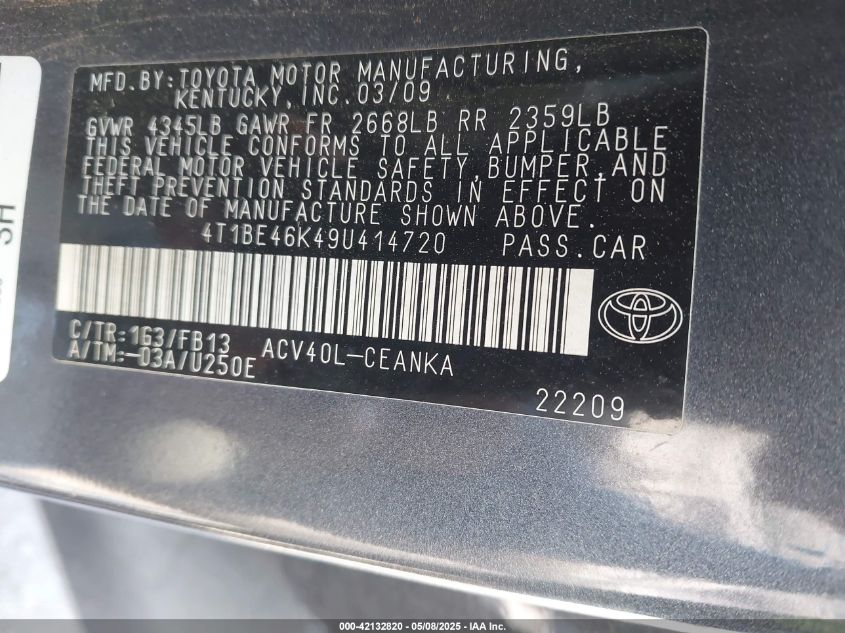 MFD.BY:TOYOTA MOTOR MANUFACTURING,
KENTUCKY, INC.03/09
GVWR 4345LB GAWR FR 2668LB RR 2359LB
THIS VEHICLE CONFORMS TO ALL APPLICABLE
FEDERAL MOTOR VEHICLE SAFETY,BUMPER,AND
THEFT PREVENTION STANDARDS IN EFFECT ON
THE DATE OF MANUFACTURE SHOWN ABOVE.
4T1BE46K49U414720 PASS.CAR
C/TR:1G3/FB13 ACV40L-CEANKA
A/TM:-03A/U250E
22209
SH
000-42132820 - 05/08/2025 - IAA Inc.